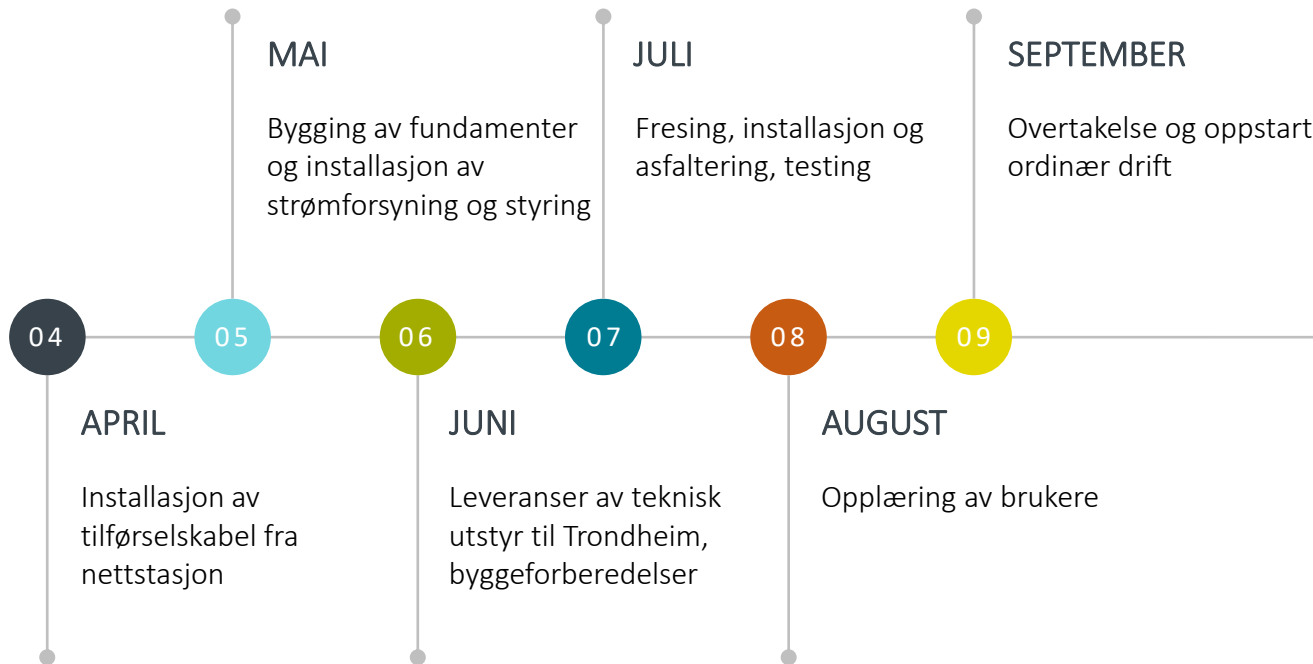 MAI
Bygging av fundamenter
og installasjon av
strømforsyning og styring
JULI
Fresing, installasjon og
asfaltering, testing
SEPTEMBER
Overtakelse og oppstart
ordinær drift
04
05
06
07
08
09
APRIL
Installasjon av
tilførselskabel fra
nettstasjon
JUNI
Leveranser av teknisk
utstyr til Trondheim,
byggeforberedelser
AUGUST
Opplæring av brukere